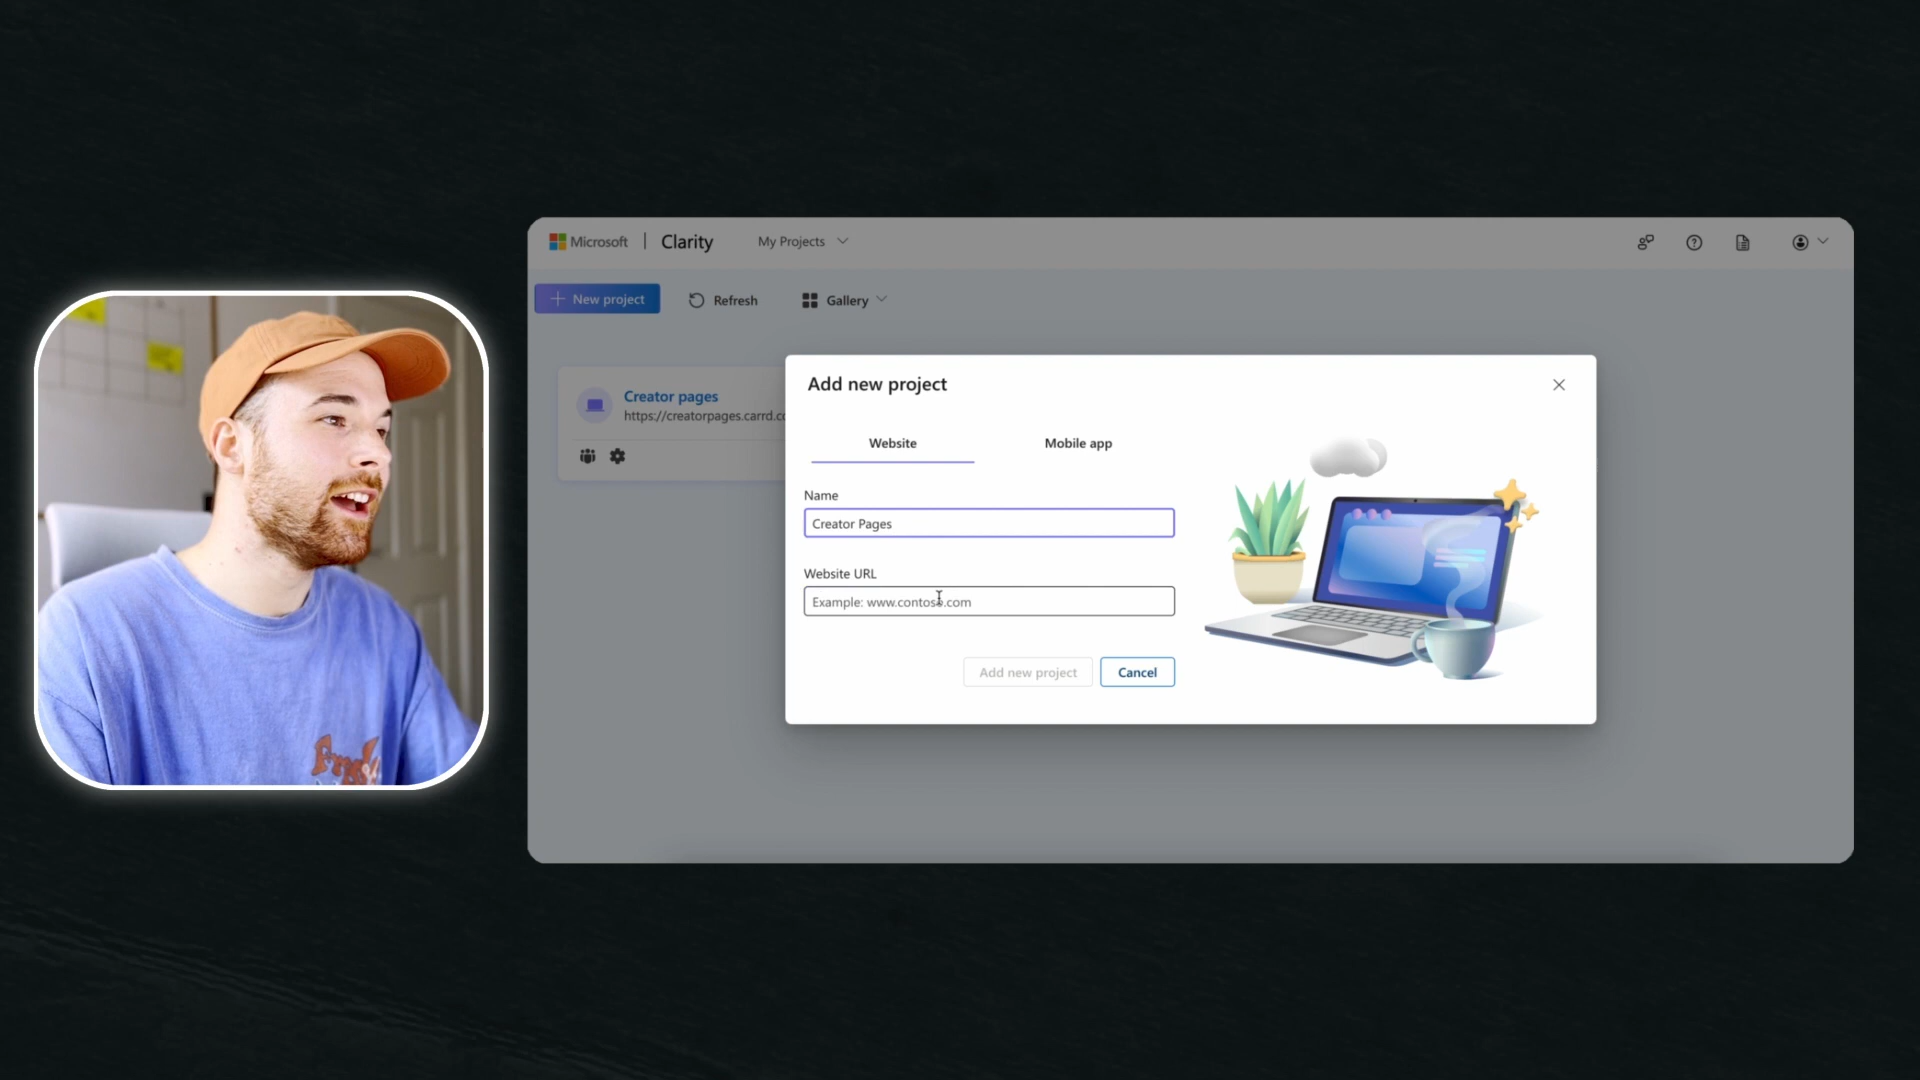 Microsoft | Clarity My Projects
New project Refresh Gallery
Creator pages
https://creatorpages.carrd.co
Add new project
Website Mobile app
Name
Creator Pages
Website URL
Example: www.contoso.com
Add new project Cancel